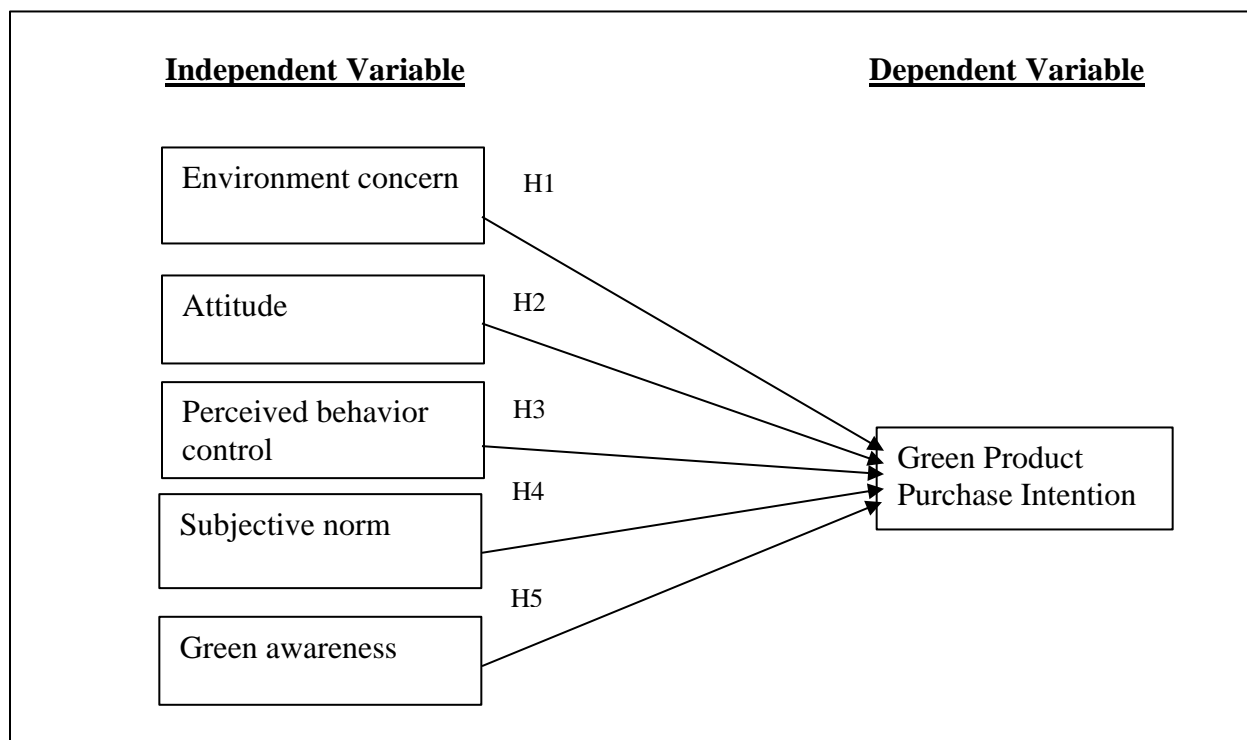 Independent Variable
Dependent Variable
Environment concern
H1
Attitude
H2
Perceived behavior
control
H3
Green Product
Purchase Intention
H4
Subjective norm
H5
Green awareness